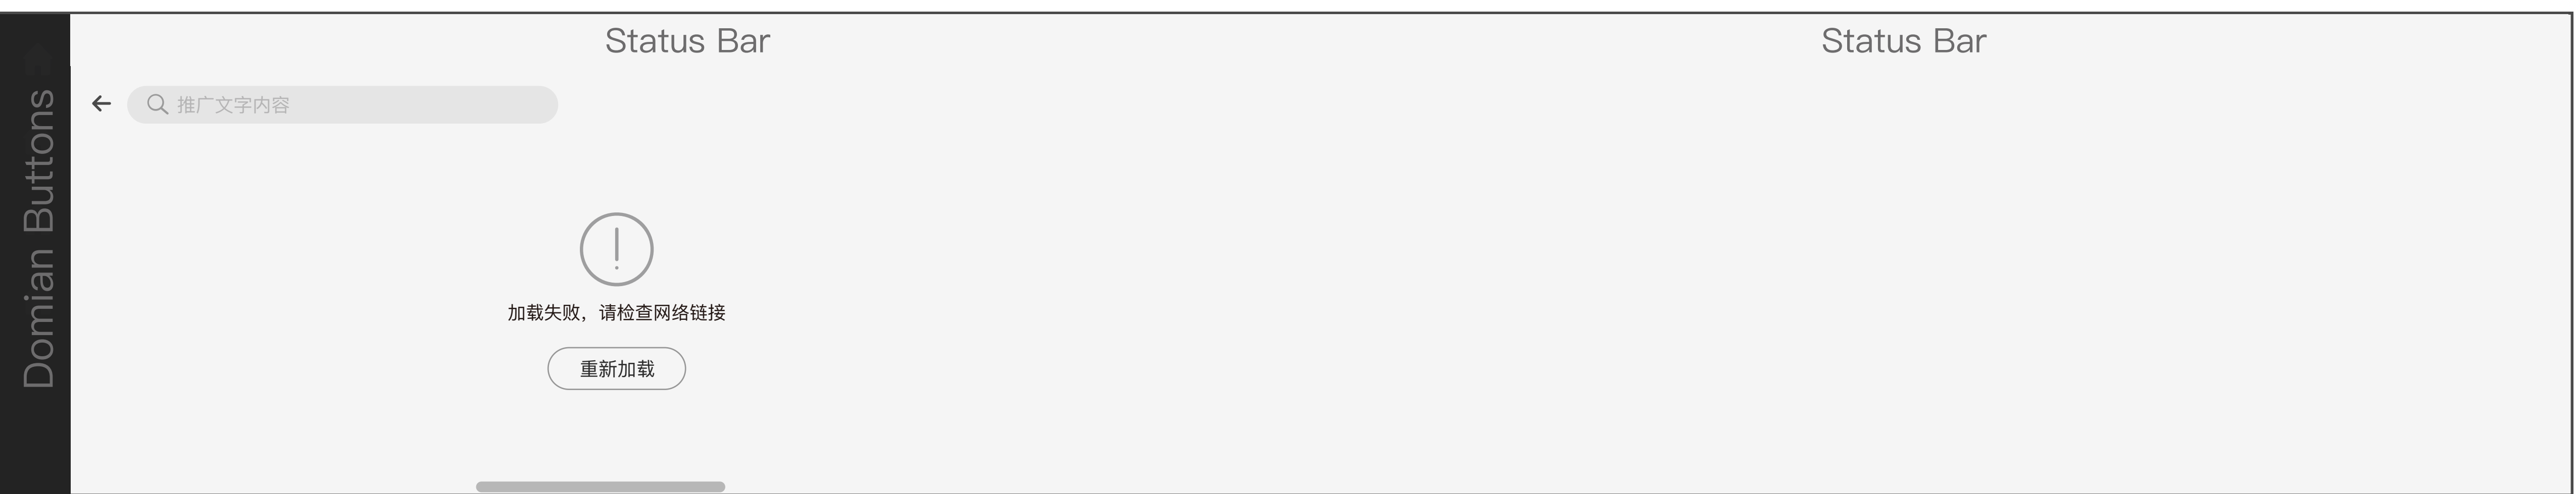 Status Bar
Status Bar
Domian Buttons
推广文字内容
加载失败，请检查网络链接
重新加载